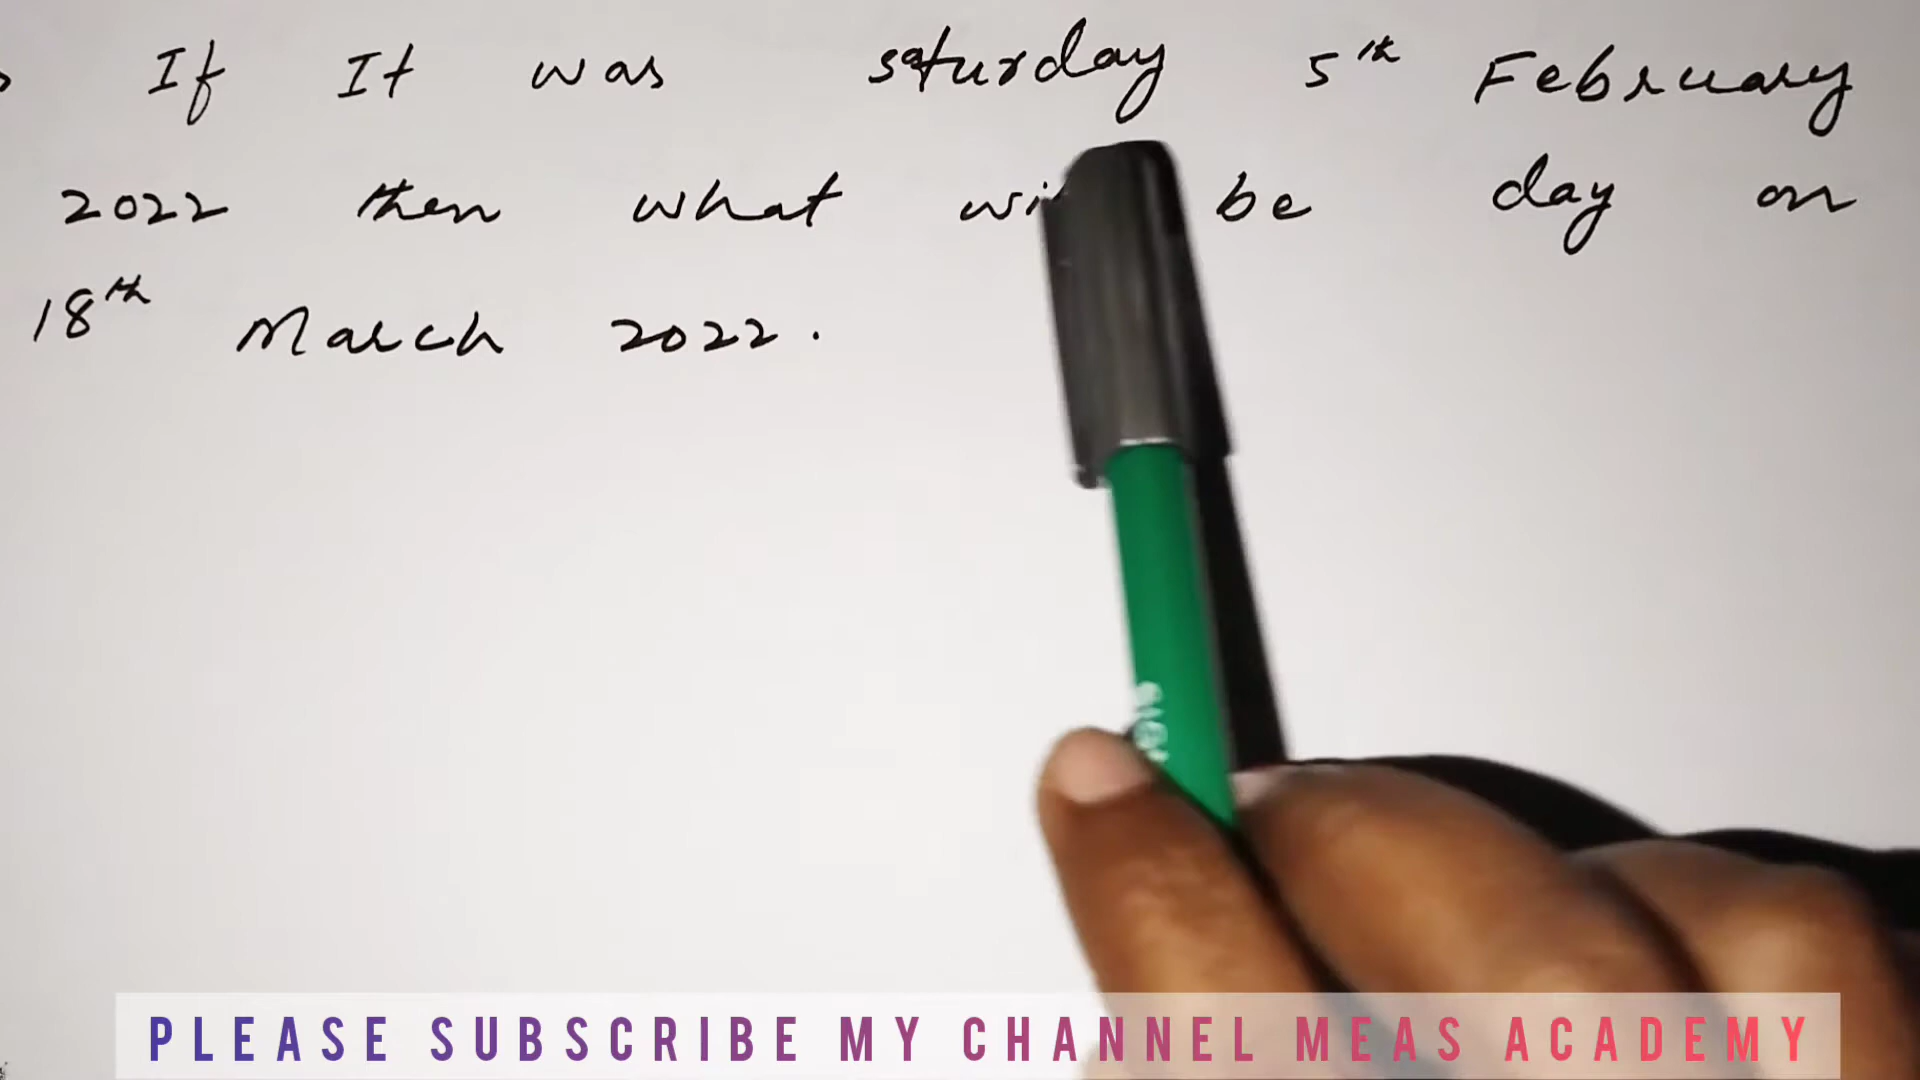 If It was saturday 5th February
2022 then what be day on
18th March 2022.
PLEASE SUBSCRIBE MY CHANNEL MEAS ACADEMY